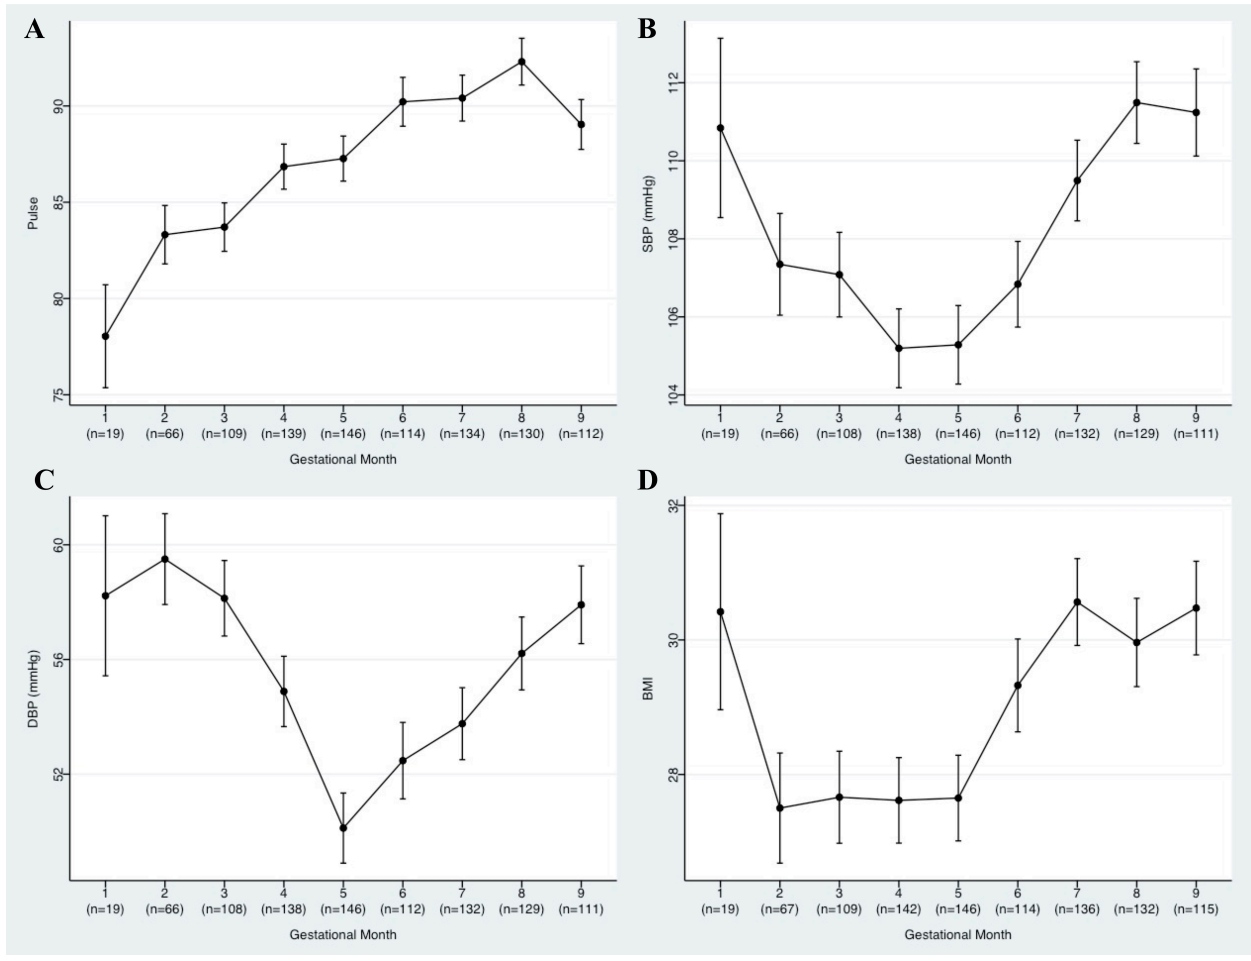 A
Pulse
90
85
80
75
1 2 3 4 5 6 7 8 9
(n=19) (n=66) (n=109) (n=139) (n=146) (n=114) (n=134) (n=130) (n=112)
Gestational Month
B
SBP (mmHg)
112
110
108
106
104
1 2 3 4 5 6 7 8 9
(n=19) (n=66) (n=108) (n=138) (n=146) (n=112) (n=132) (n=129) (n=111)
Gestational Month
C
DBP (mmHg)
60
56
52
1 2 3 4 5 6 7 8 9
(n=19) (n=66) (n=108) (n=138) (n=146) (n=112) (n=132) (n=129) (n=111)
Gestational Month
D
BMI
32
30
28
1 2 3 4 5 6 7 8 9
(n=19) (n=67) (n=109) (n=142) (n=146) (n=114) (n=136) (n=132) (n=115)
Gestational Month